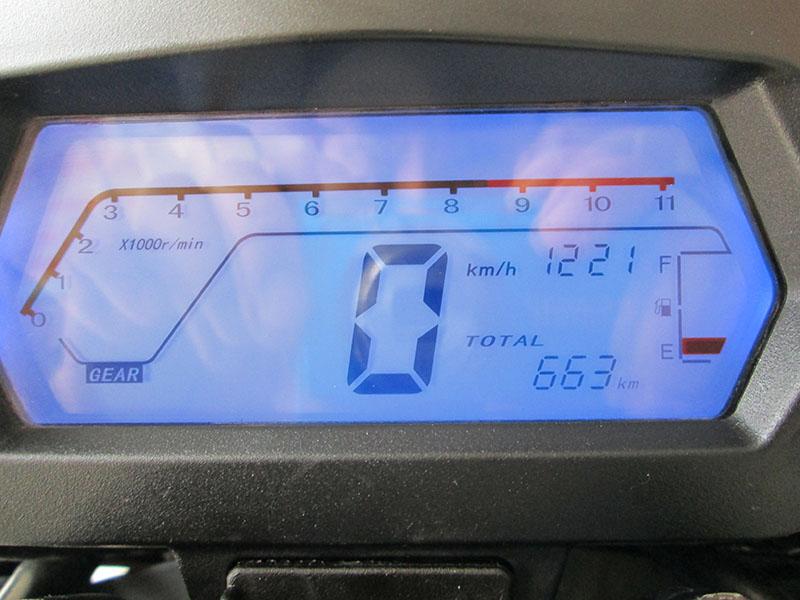 3 4 5 6 7 8 9 10 11
2 X1000r/min
1
0
GEAR
0 km/h 1221
TOTAL
663 km
F
E